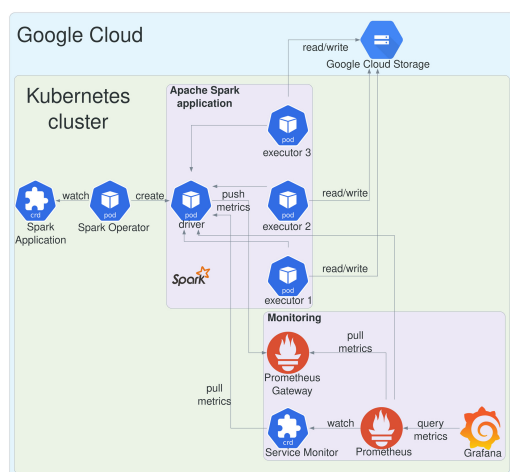 Google Cloud
read/write
Google Cloud Storage
Kubernetes
cluster
Apache Spark
application
pod
executor 3
crd
Spark
Application
watch
pod
Spark Operator
create
pod
driver
push
metrics
pod
executor 2
read/write
Spark
pod
executor 1
read/write
Monitoring
Prometheus
Gateway
pull
metrics
pull
metrics
crd
Service Monitor
watch
Prometheus
query
metrics
Grafana